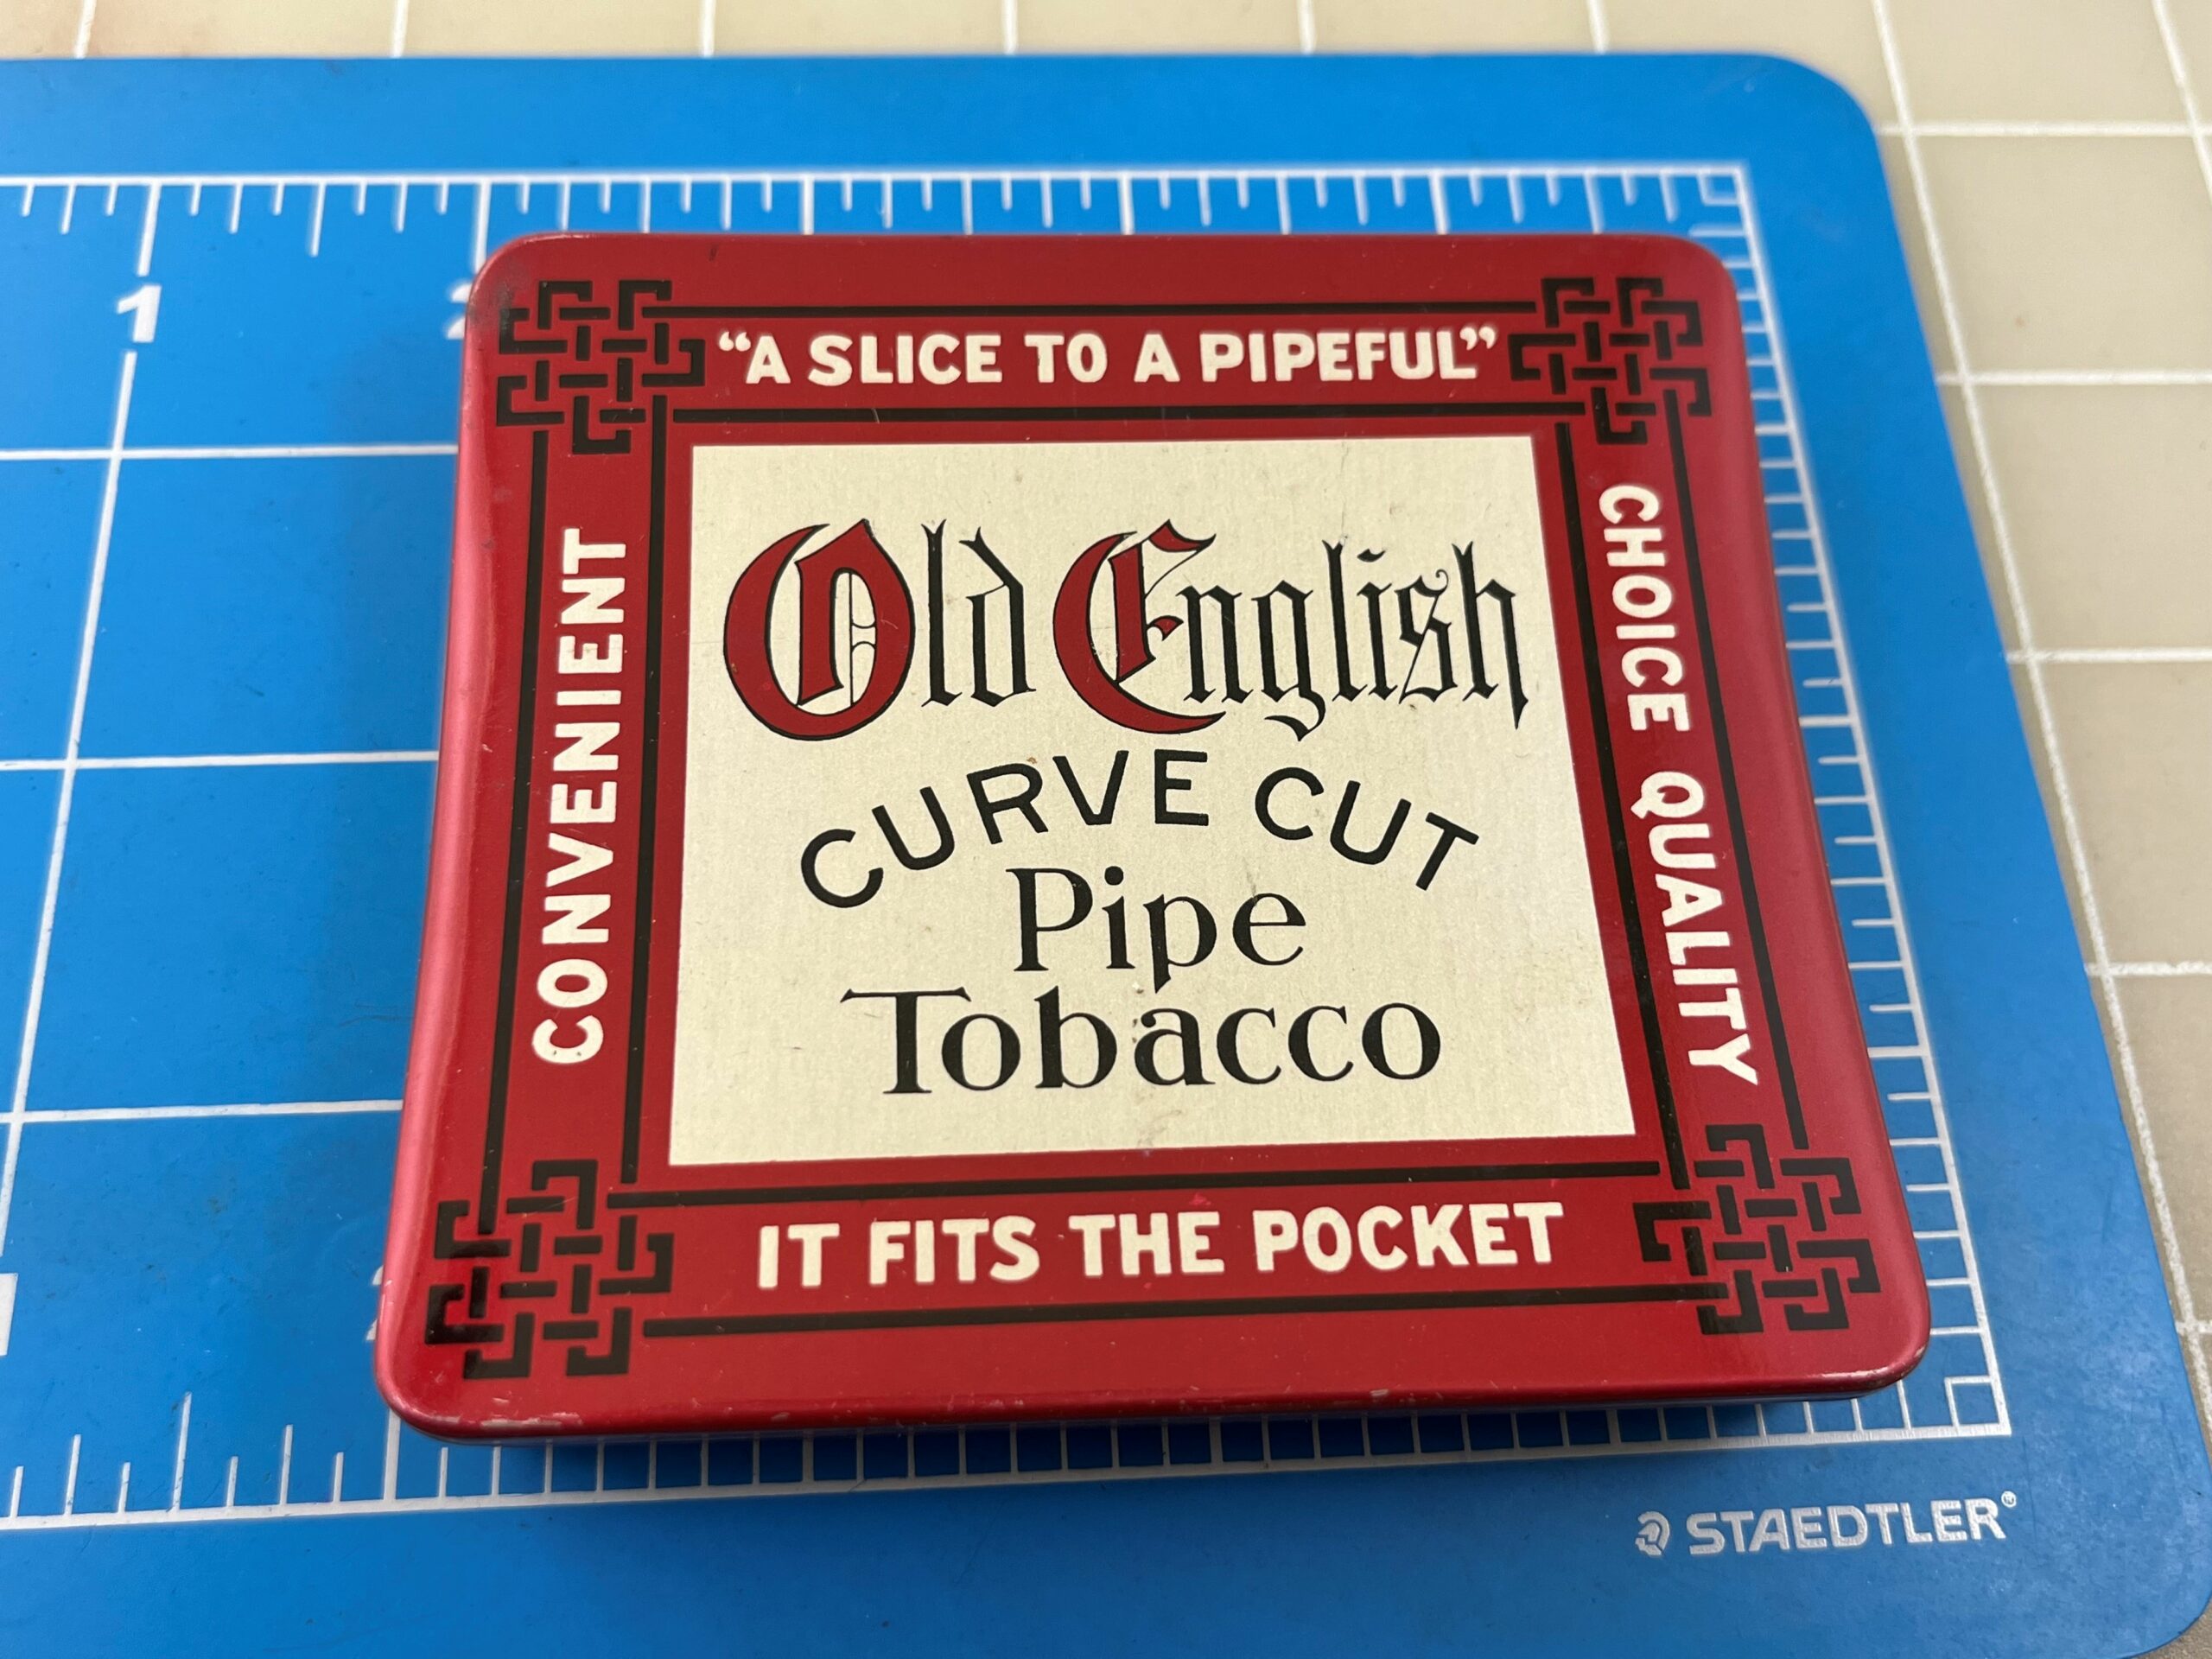 1
2
"A SLICE TO A PIPEFUL"
CONVENIENT
CHOICE QUALITY
Old English
CURVE CUT
Pipe
Tobacco
IT FITS THE POCKET
STAEDTLER®